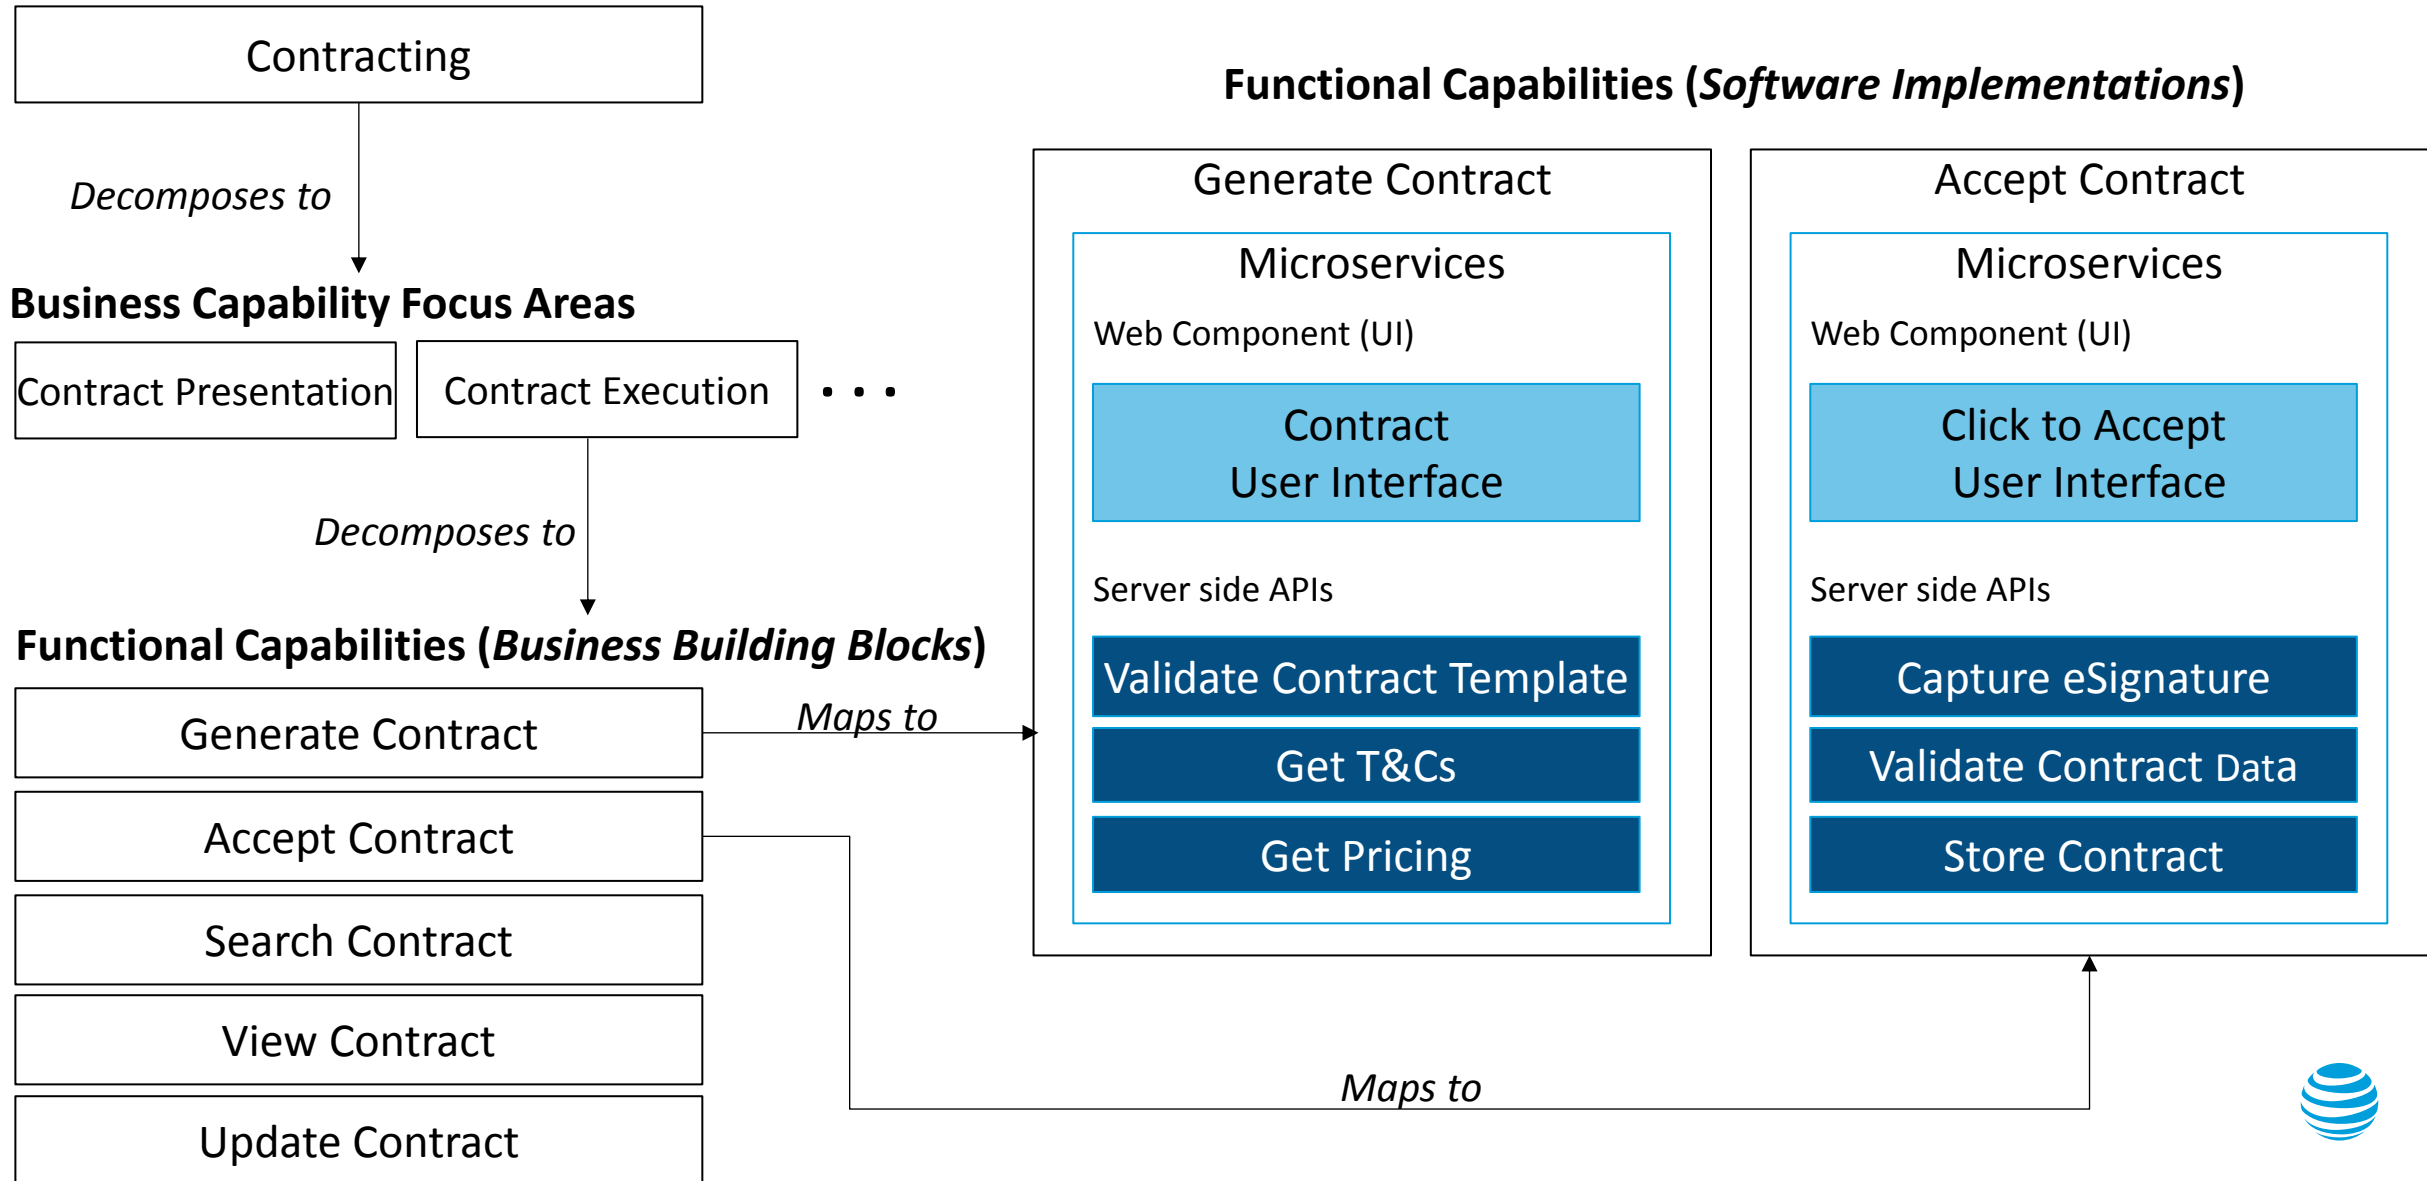 Contracting
Decomposes to
Business Capability Focus Areas
Contract Presentation
Contract Execution
. . .
Decomposes to
Functional Capabilities (Business Building Blocks)
Generate Contract
Accept Contract
Search Contract
View Contract
Update Contract
Maps to
Maps to
Functional Capabilities (Software Implementations)
Generate Contract
Microservices
Web Component (UI)
Contract
User Interface
Server side APIs
Validate Contract Template
Get T&Cs
Get Pricing
Accept Contract
Microservices
Web Component (UI)
Click to Accept
User Interface
Server side APIs
Capture eSignature
Validate Contract Data
Store Contract